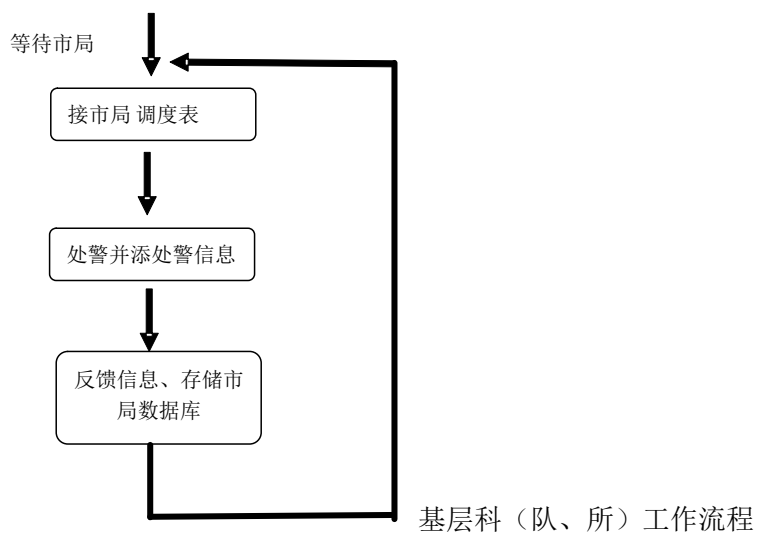 等待市局
接市局 调度表
处警并添处警信息
反馈信息、存储市
局数据库
基层科（队、所）工作流程